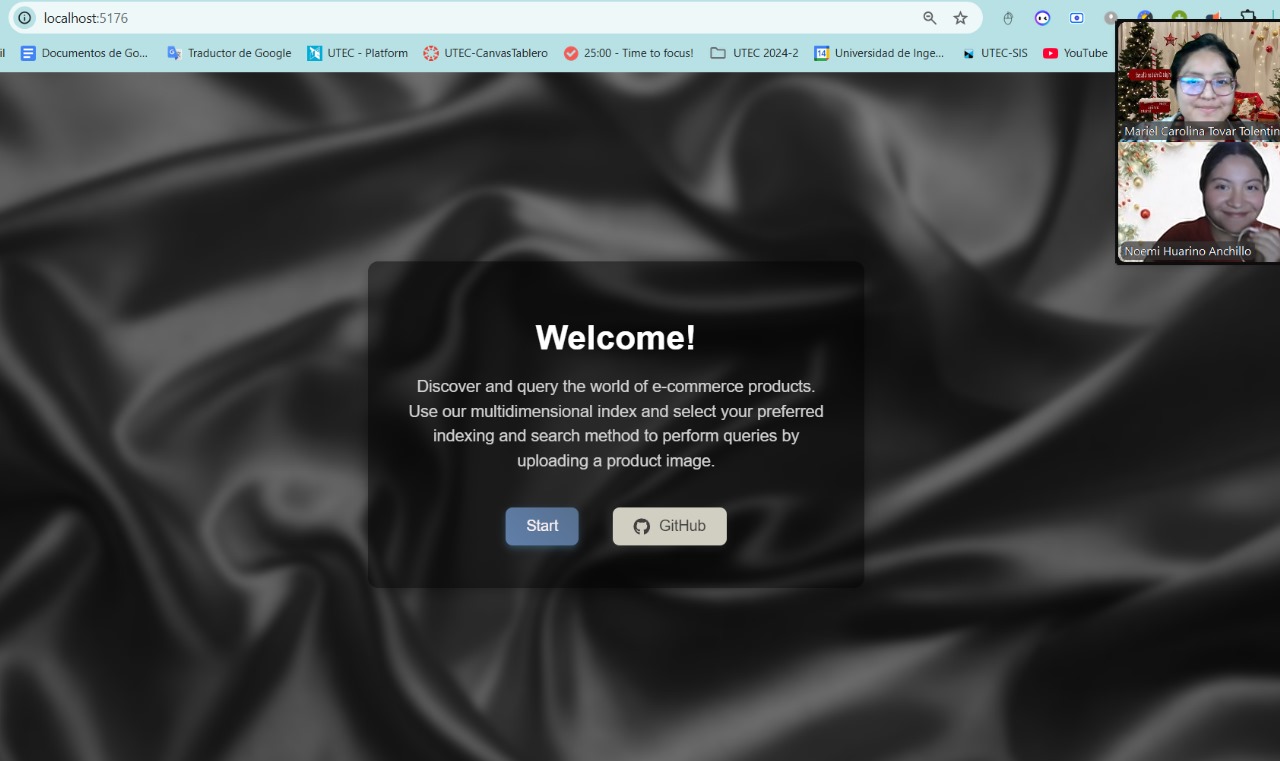 localhost:5176
il
Documentos de Go...
Traductor de Google
UTEC - Platform
UTEC-CanvasTablero
25:00 - Time to focus!
UTEC 2024-2
14
Universidad de Inge...
UTEC-SIS
YouTube
Mariel Carolina Tovar Tolentin
Noemi Huarino Anchillo
Welcome!
Discover and query the world of e-commerce products.
Use our multidimensional index and select your preferred
indexing and search method to perform queries by
uploading a product image.
Start
GitHub